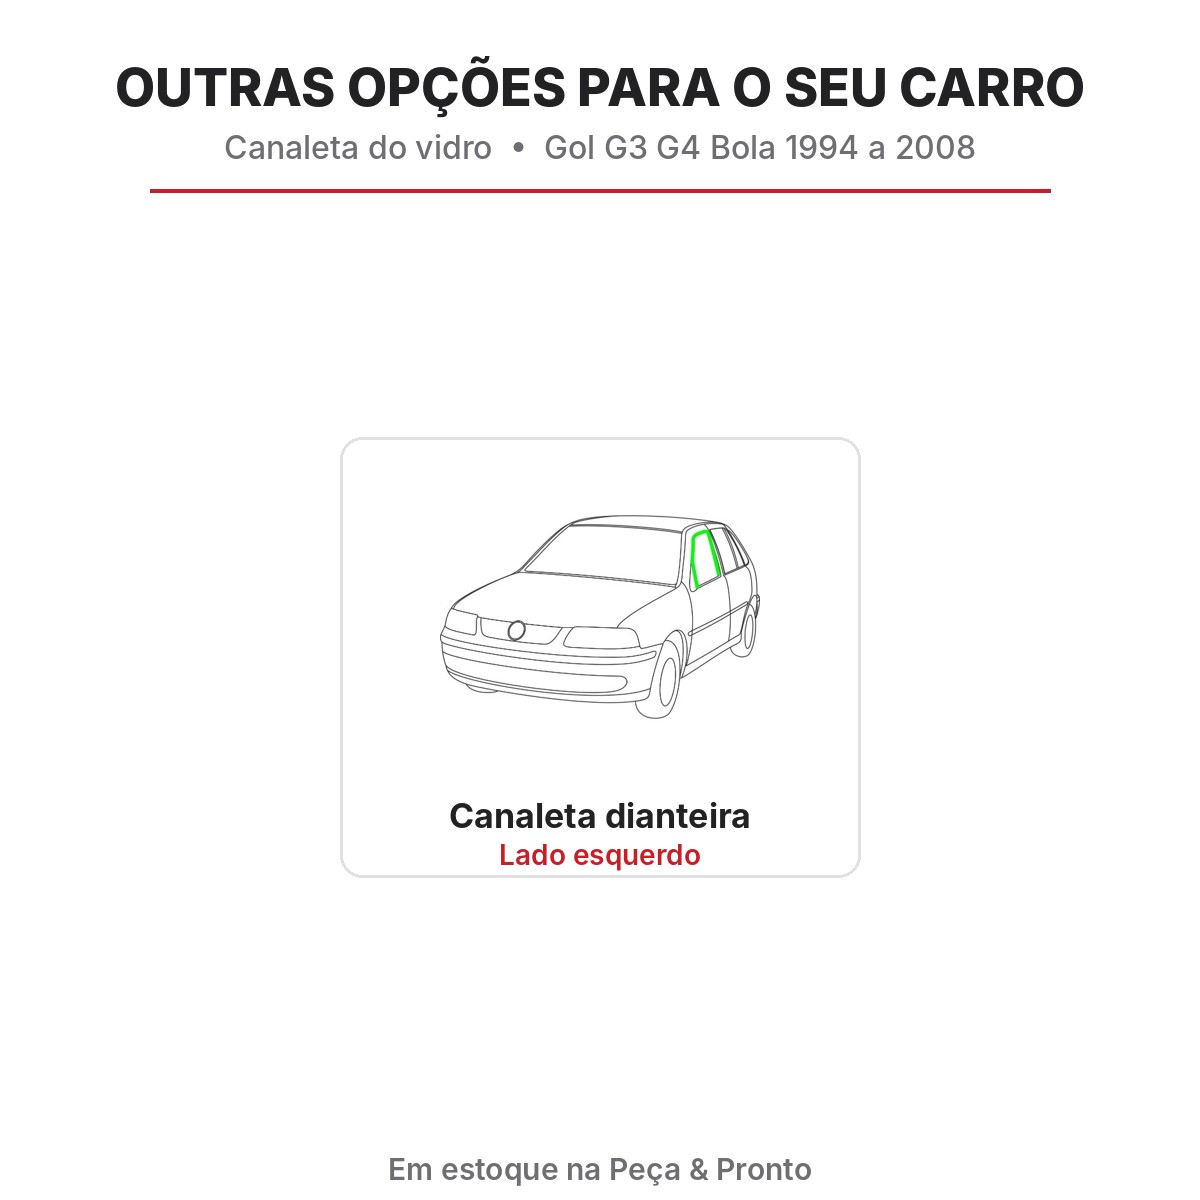 OUTRAS OPÇÕES PARA O SEU CARRO
Canaleta do vidro • Gol G3 G4 Bola 1994 a 2008
Canaleta dianteira
Lado esquerdo
Em estoque na Peça & Pronto